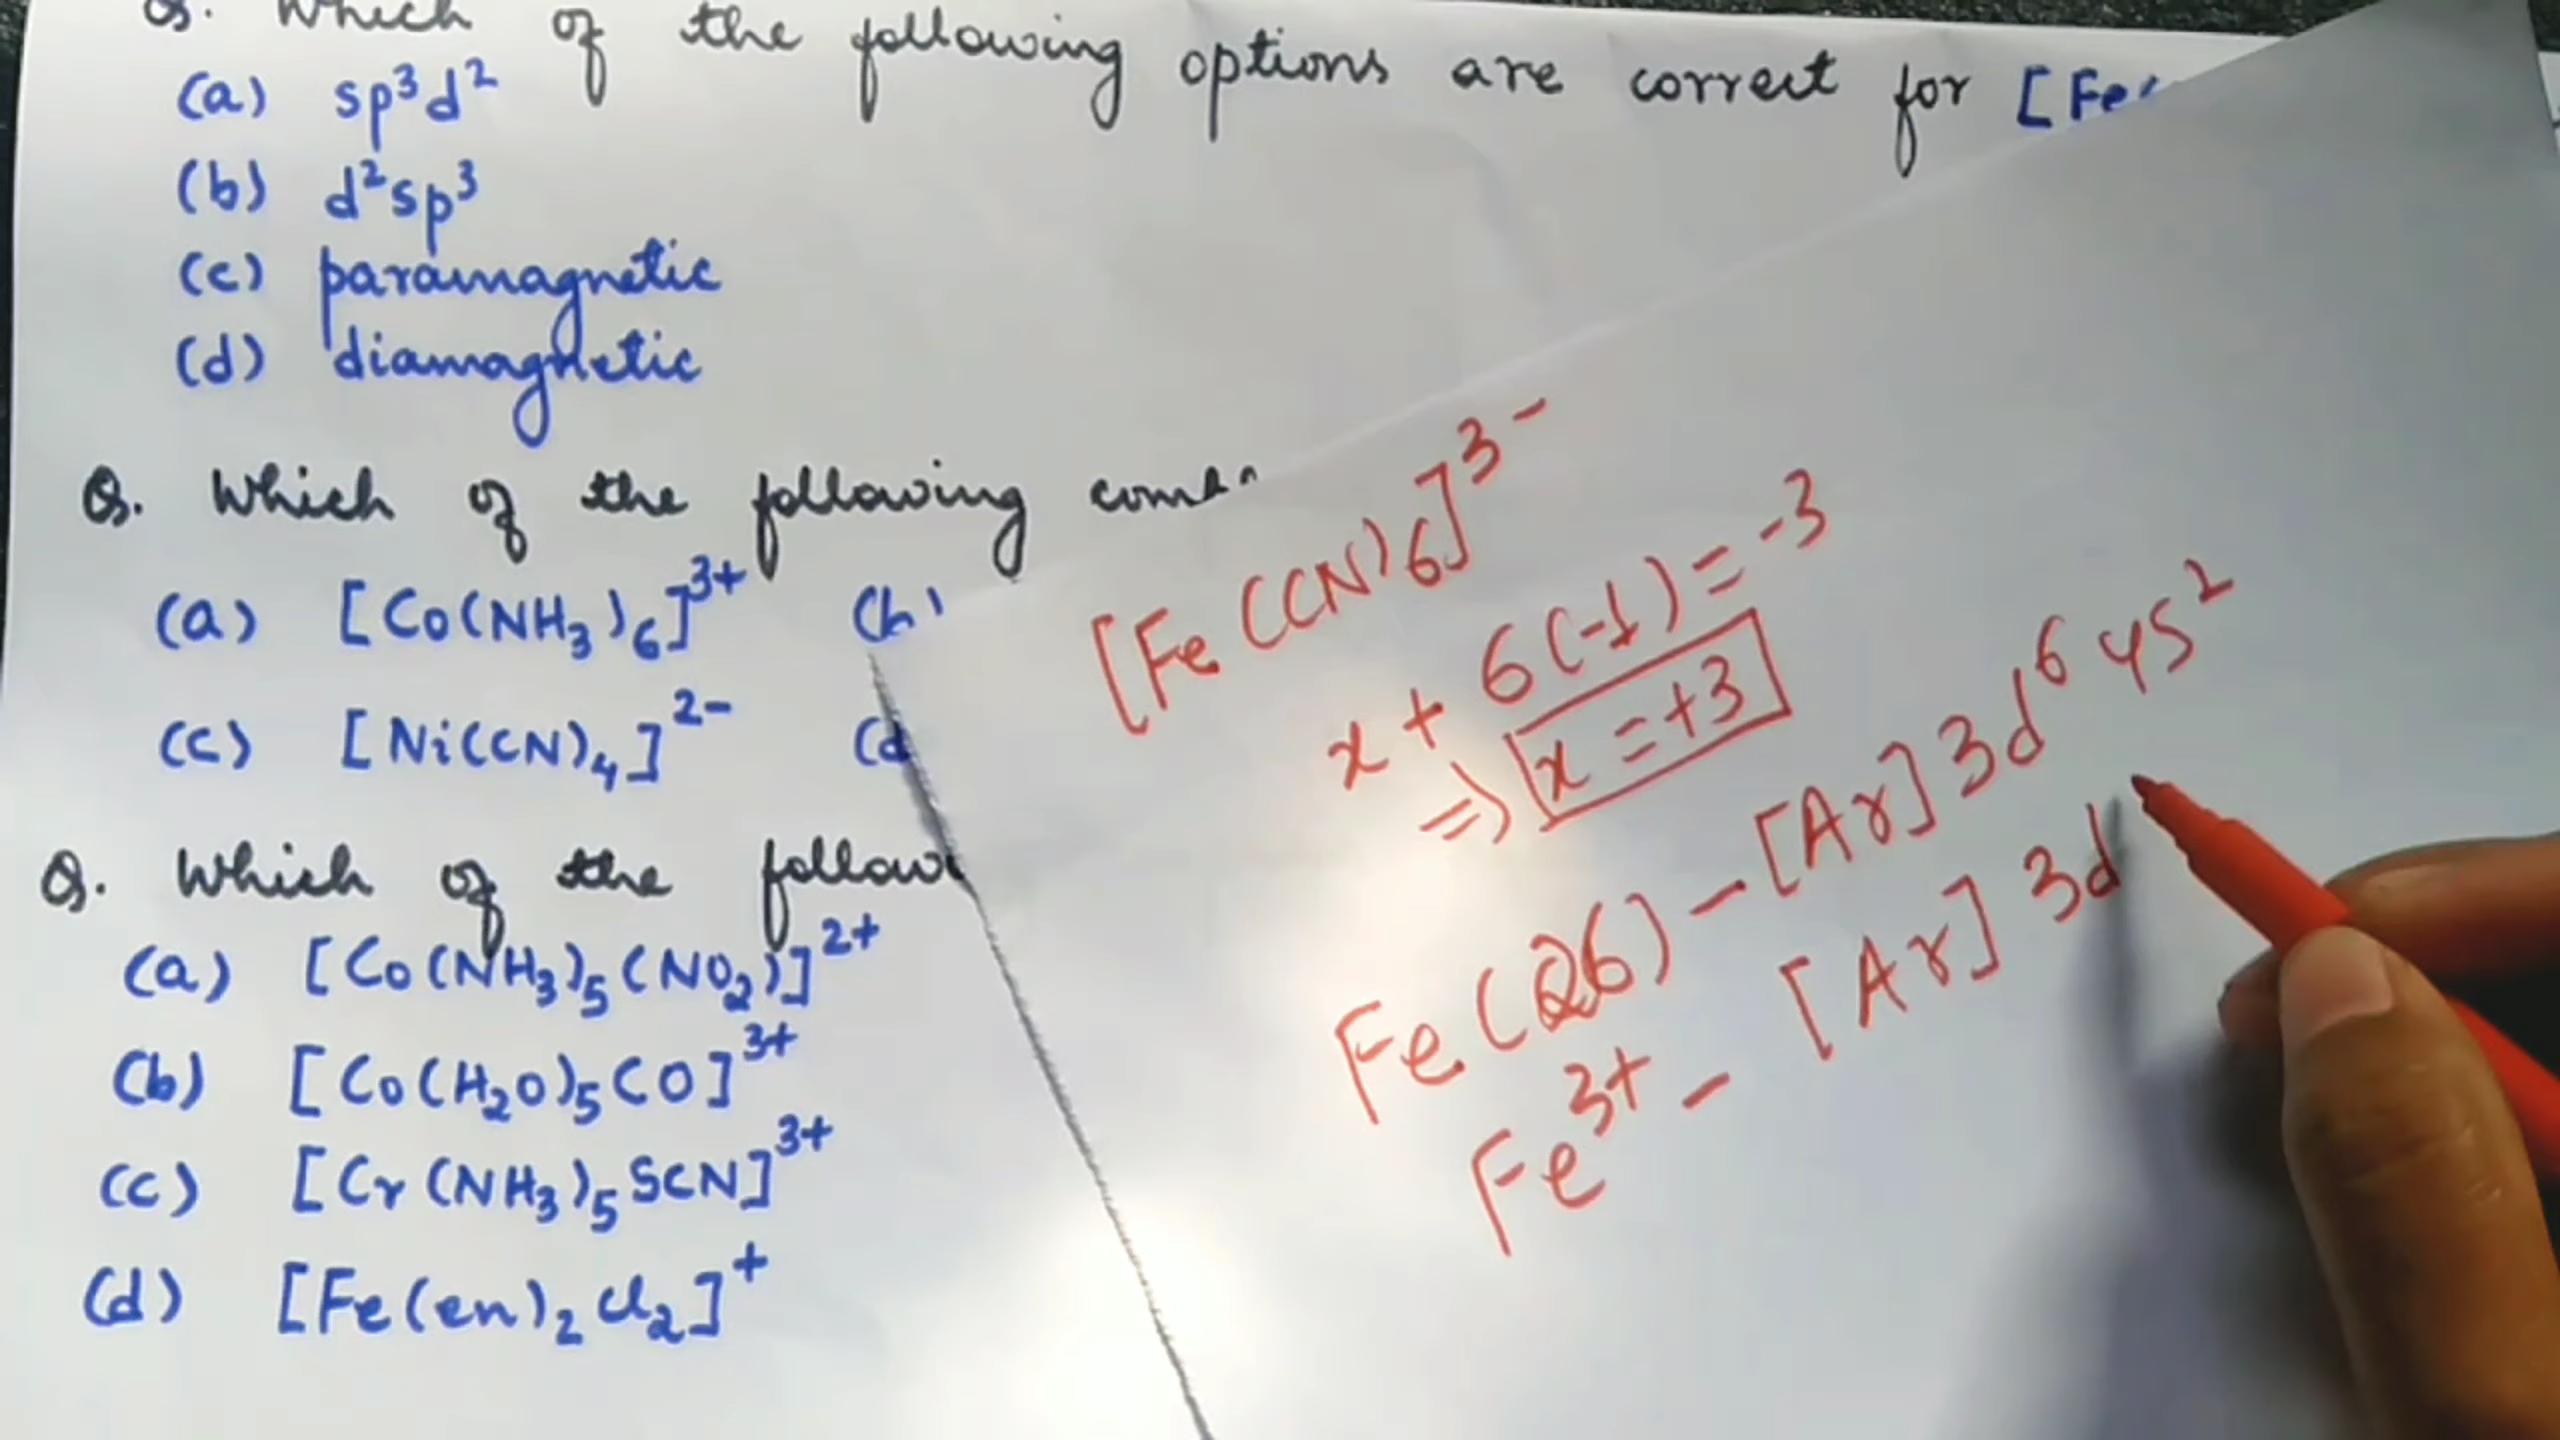 Q. Which of the following options are correct for [Fe(
(a) sp³d²
(b) d²sp³
(c) paramagnetic
(d) diamagnetic
Q. Which of the following
(a) [Co(NH₃)₆]³⁺ (b)
(c) [Ni(CN)₄]²⁻ (d
Q. Which of the follow
(a) [Co(NH₃)₅(NO₂)]²⁺
(b) [Co(H₂O)₅CO]³⁺
(c) [Cr(NH₃)₅SCN]³⁺
(d) [Fe(en)₂Cl₂]⁺
[Fe(CN)6]³⁻
x + 6(-1) = -3
⇒ x = +3
Fe(26) - [Ar] 3d⁶ 4s²
Fe³⁺ - [Ar] 3d